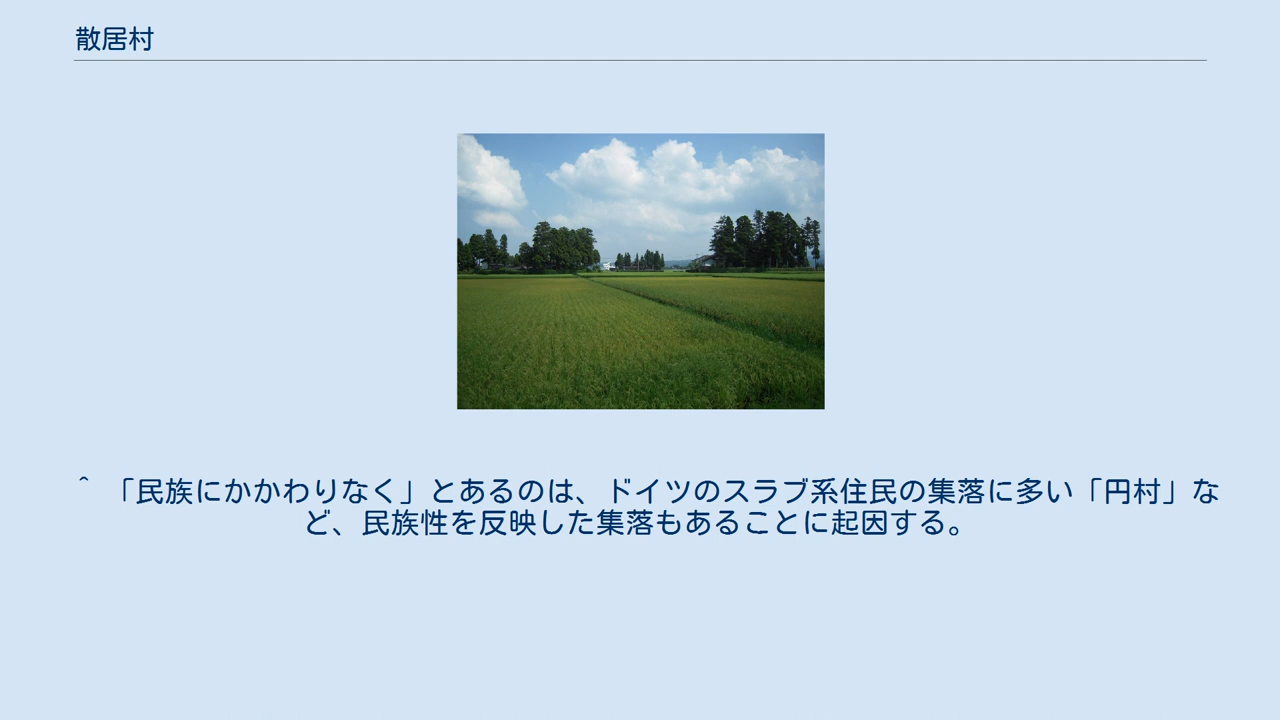 散居村
^ 「民族にかかわりなく」とあるのは、ドイツのスラブ系住民の集落に多い「円村」な
ど、民族性を反映した集落もあることに起因する。